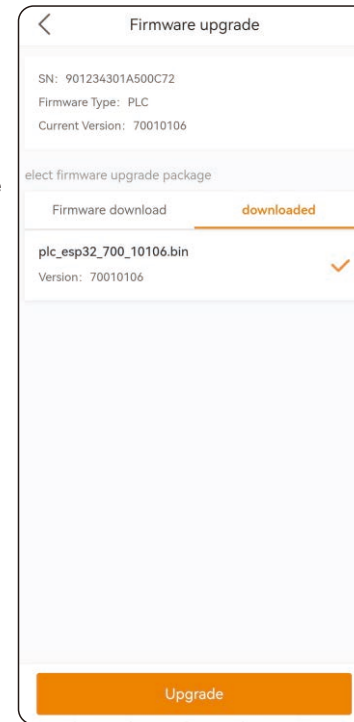 Firmware upgrade
SN: 901234301A500C72
Firmware Type: PLC
Current Version: 70010106
elect firmware upgrade package
Firmware download downloaded
plc_esp32_700_10106.bin
Version: 70010106
Upgrade